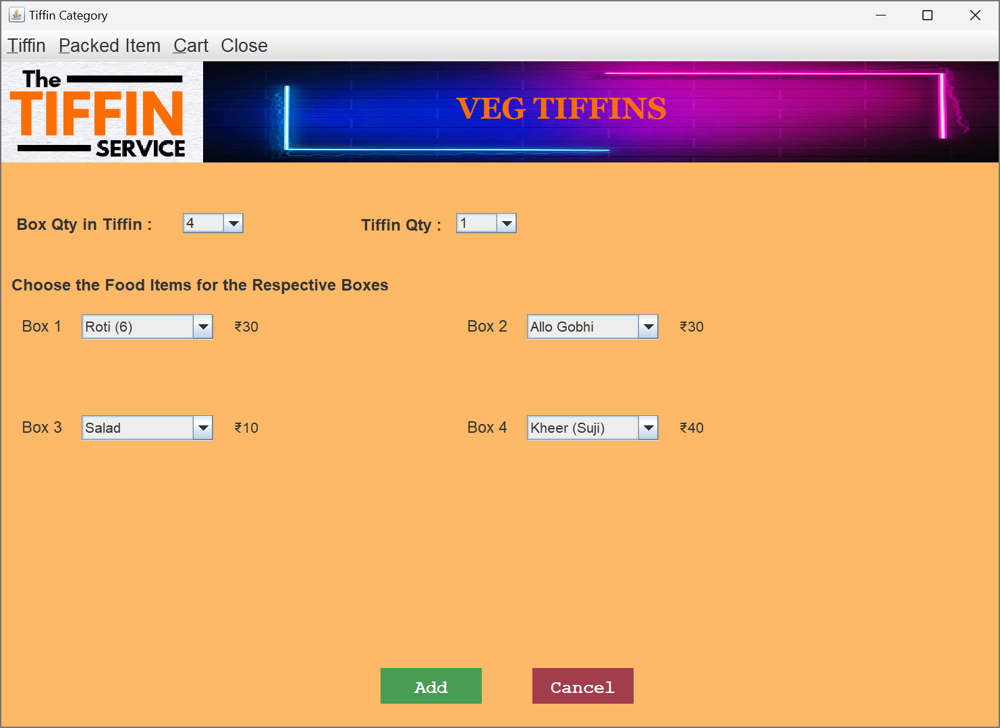 Tiffin Category
Tiffin Packed Item Cart Close
The
TIFFIN
SERVICE
VEG TIFFINS
Box Qty in Tiffin : 4 Tiffin Qty : 1
Choose the Food Items for the Respective Boxes
Box 1 Roti (6) ₹30 Box 2 Allo Gobhi ₹30
Box 3 Salad ₹10 Box 4 Kheer (Suji) ₹40
Add Cancel